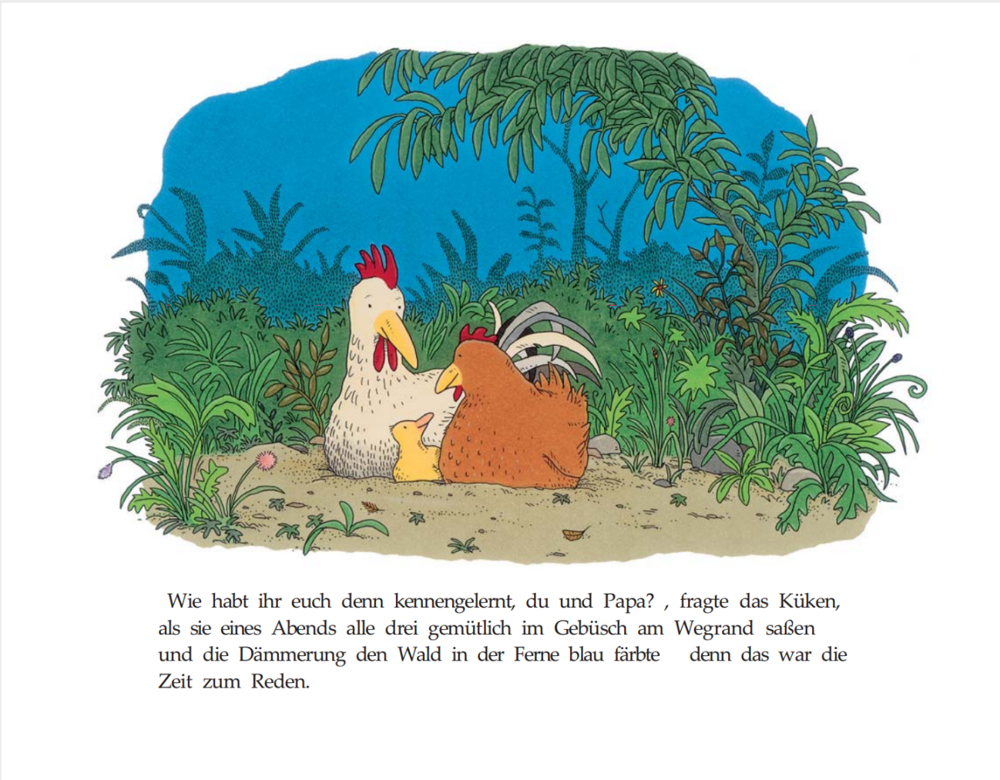 Wie habt ihr euch denn kennengelernt, du und Papa? , fragte das Küken,
als sie eines Abends alle drei gemütlich im Gebüsch am Wegrand saßen
und die Dämmerung den Wald in der Ferne blau färbte denn das war die
Zeit zum Reden.